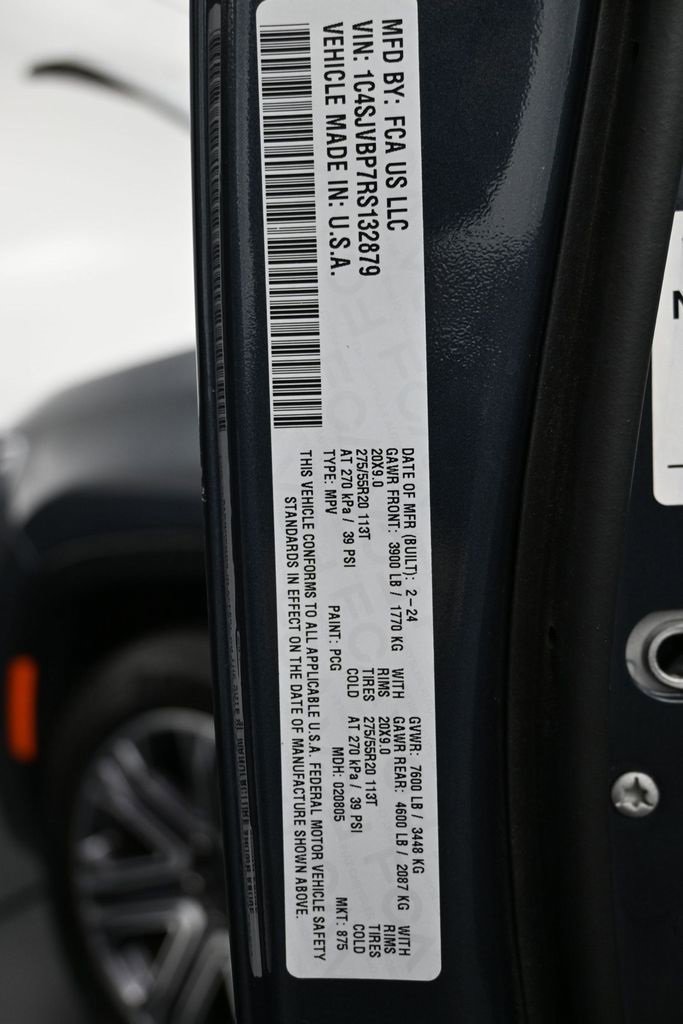 MFD BY: FCA US LLC
VIN: 1C4SJVBP7RS132879
VEHICLE MADE IN: U.S.A.
DATE OF MFR (BUILT): 2-24
GVWR: 7600 LB / 3448 KG
GAWR FRONT: 3900 LB / 1770 KG WITH
GAWR REAR: 4600 LB / 2087 KG WITH
20X9.0 RIMS
20X9.0 RIMS
275/55R20 113T TIRES
275/55R20 113T TIRES
AT 270 kPa / 39 PSI COLD
AT 270 kPa / 39 PSI COLD
TYPE: MPV PAINT: PCG MDH: 020805 MKT: 875
THIS VEHICLE CONFORMS TO ALL APPLICABLE U.S.A. FEDERAL MOTOR VEHICLE SAFETY
STANDARDS IN EFFECT ON THE DATE OF MANUFACTURE SHOWN ABOVE.